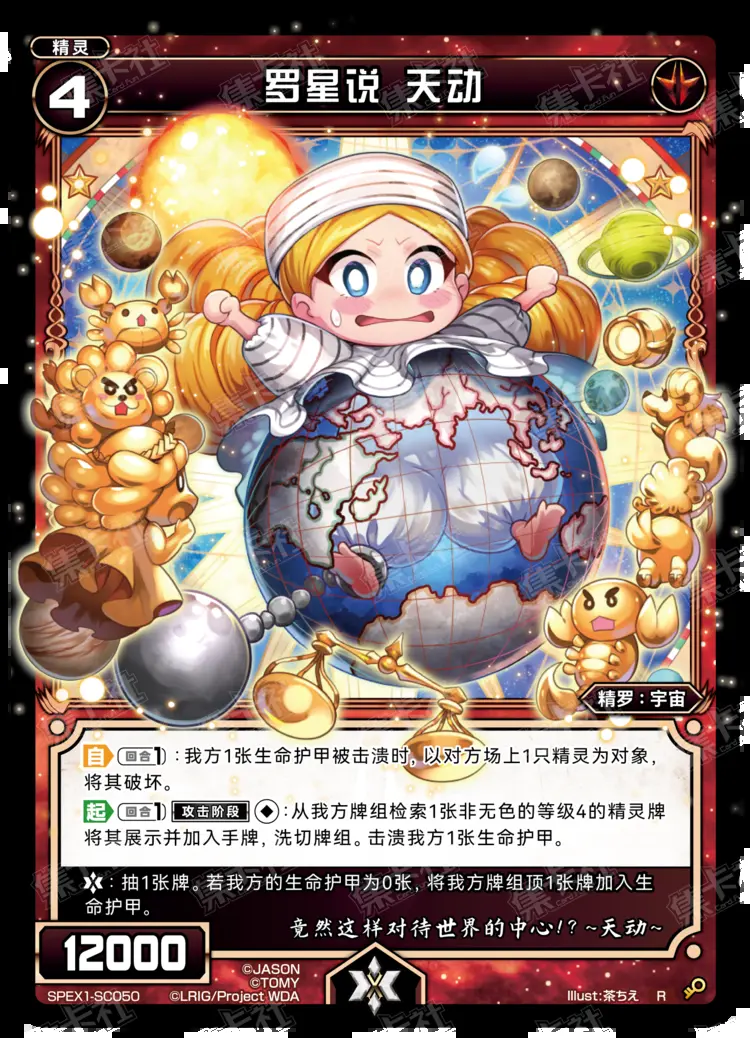 精灵
4
罗星说 天动
精罗：宇宙
自 回合1：我方1张生命护甲被击溃时，以对方场上1只精灵为对象，
将其破坏。
起 回合1 攻击阶段 ◆：从我方牌组检索1张非无色的等级4的精灵牌
将其展示并加入手牌，洗切牌组。击溃我方1张生命护甲。
：抽1张牌。若我方的生命护甲为0张，将我方牌组顶1张牌加入生
命护甲。
竟然这样对待世界的中心!? ~天动~
12000
©JASON
©TOMY
SPEX1-SC050 ©LRIG/Project WDA
Illust:茶ちえ R
集卡社